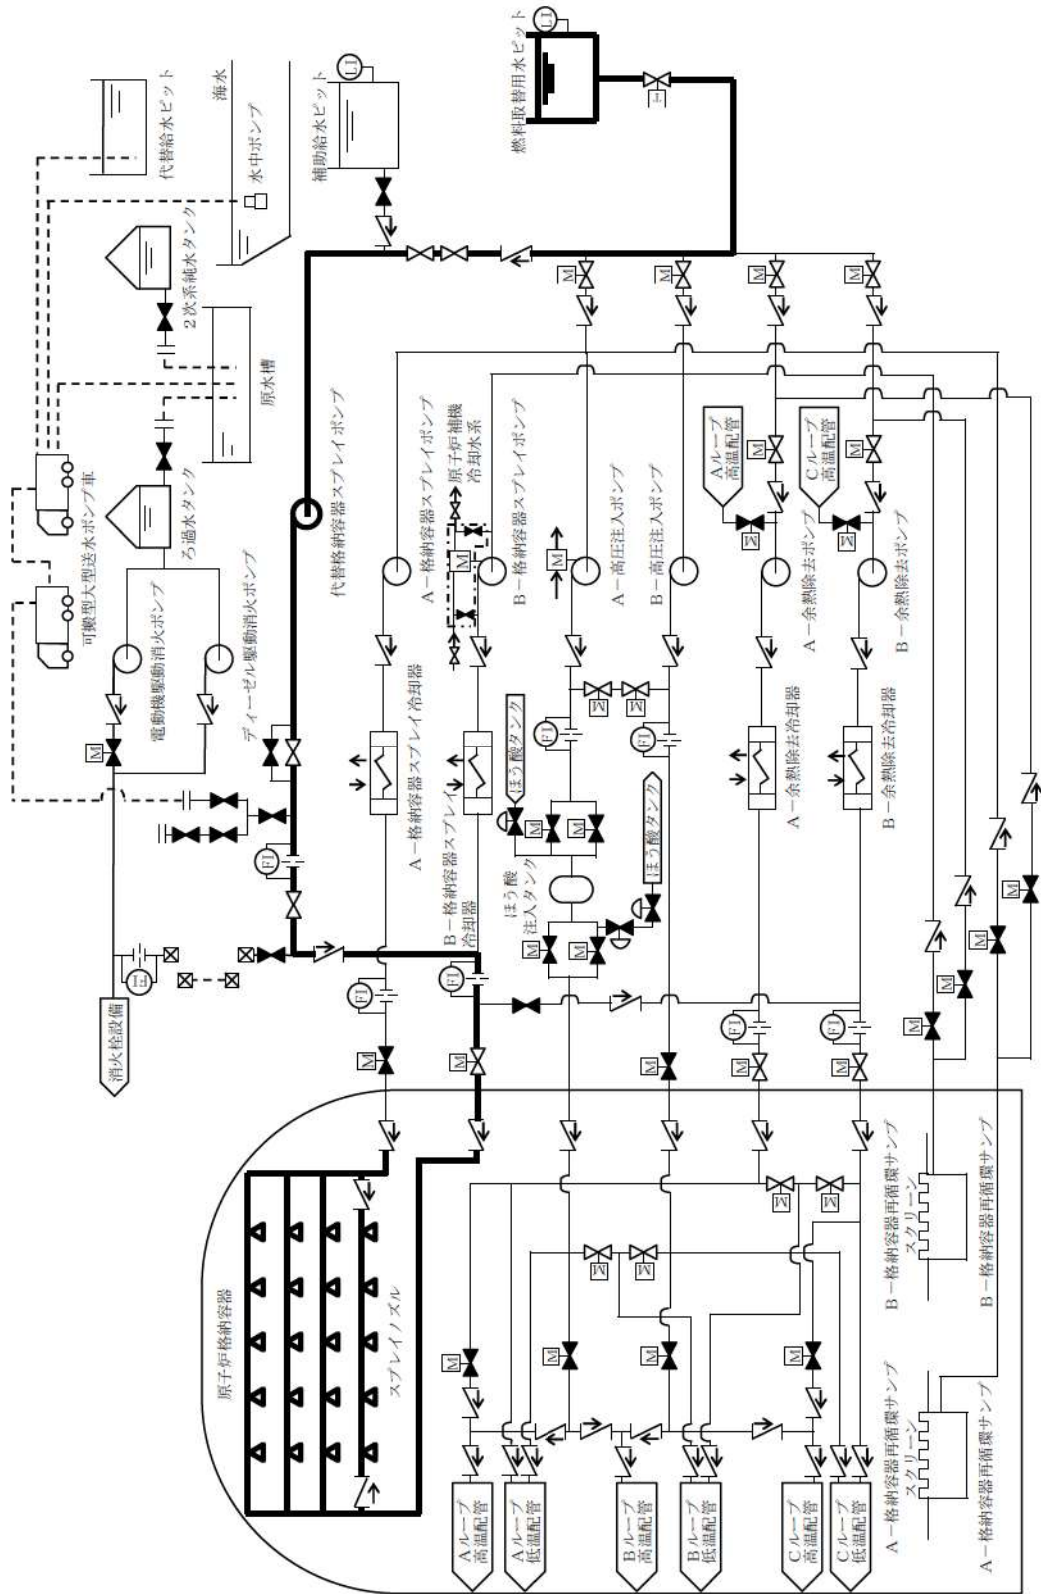 代替給水ピット
海水
水中ポンプ
補助給水ピット
LI
燃料取替用水ピット
LI
2次系純水タンク
原水槽
ろ過水タンク
可搬型大型送水ポンプ車
電動機駆動消火ポンプ
ディーゼル駆動消火ポンプ
M
消火栓設備
FI
FI
代替格納容器スプレイポンプ
A-格納容器スプレイポンプ
原子炉補機
冷却水系
M
B-格納容器スプレイポンプ
M
A-高圧注入ポンプ
B-高圧注入ポンプ
Aループ
高温配管
Cループ
高温配管
A-余熱除去ポンプ
B-余熱除去ポンプ
M
M
M
M
M
M
M
M
A-格納容器スプレイ冷却器
B-格納容器スプレイ
冷却器
ほう酸タンク
ほう酸
注入タンク
ほう酸タンク
A-余熱除去冷却器
B-余熱除去冷却器
FI
FI
M
M
M
M
M
M
FI
FI
FI
FI
M
M
M
M
M
M
M
M
M
M
原子炉格納容器
スプレイノズル
M
M
M
M
M
M
M
M
Aループ
高温配管
Aループ
低温配管
Bループ
高温配管
Bループ
低温配管
Cループ
高温配管
Cループ
低温配管
B-格納容器再循環サンプ
スクリーン
B-格納容器再循環サンプ
A-格納容器再循環サンプ
スクリーン
A-格納容器再循環サンプ